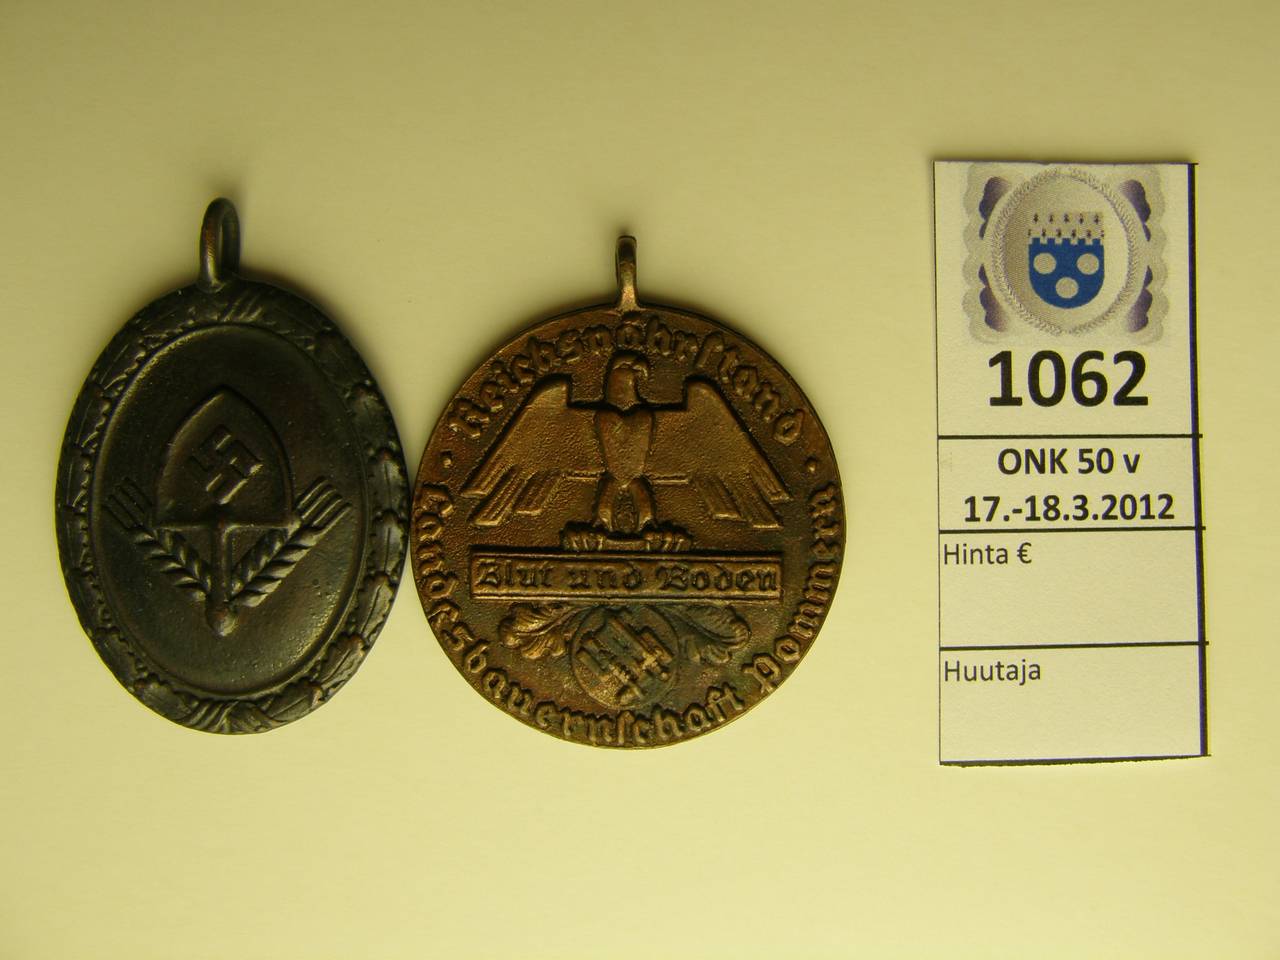 Reichsnährstand
Blut und Boden
Landesbauernschaft Pommern
1062
ONK 50 v
17.-18.3.2012
Hinta €
Huutaja